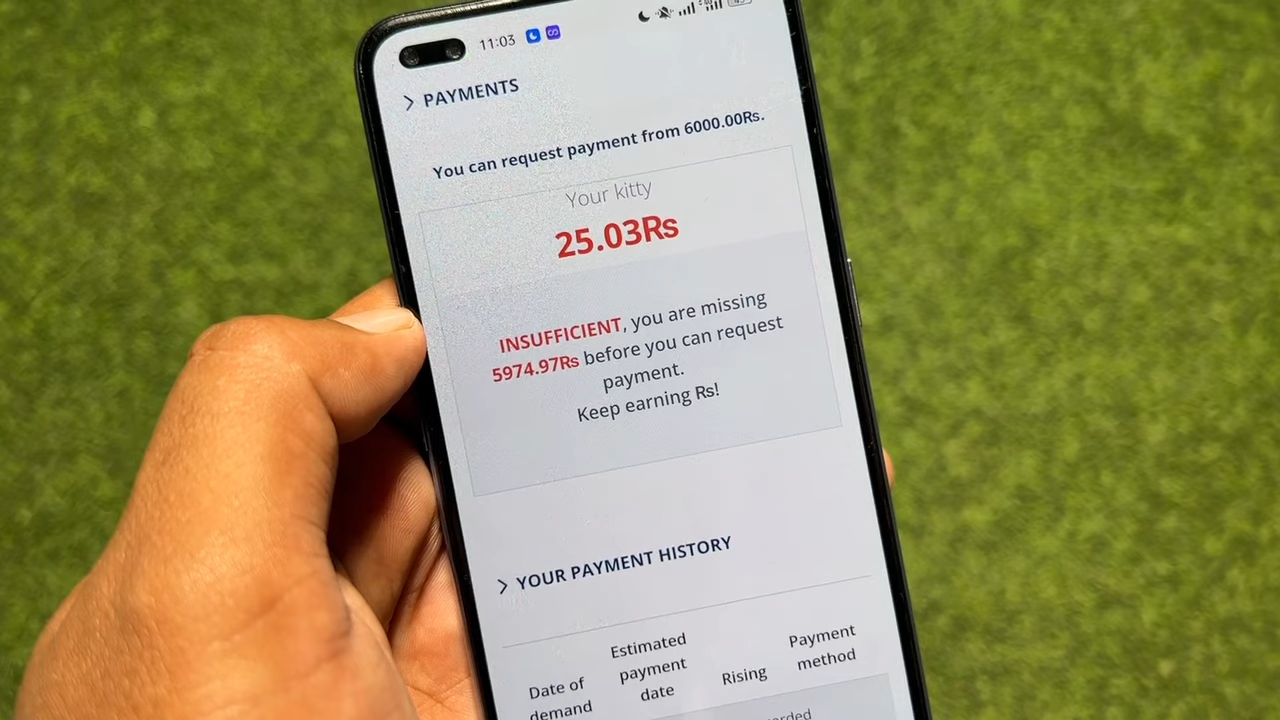 11:03
PAYMENTS
You can request payment from 6000.00Rs.
Your kitty
25.03Rs
INSUFFICIENT, you are missing
5974.97Rs before you can request
payment.
Keep earning Rs!
YOUR PAYMENT HISTORY
Date of
demand
Estimated
payment
date
Rising
Payment
method